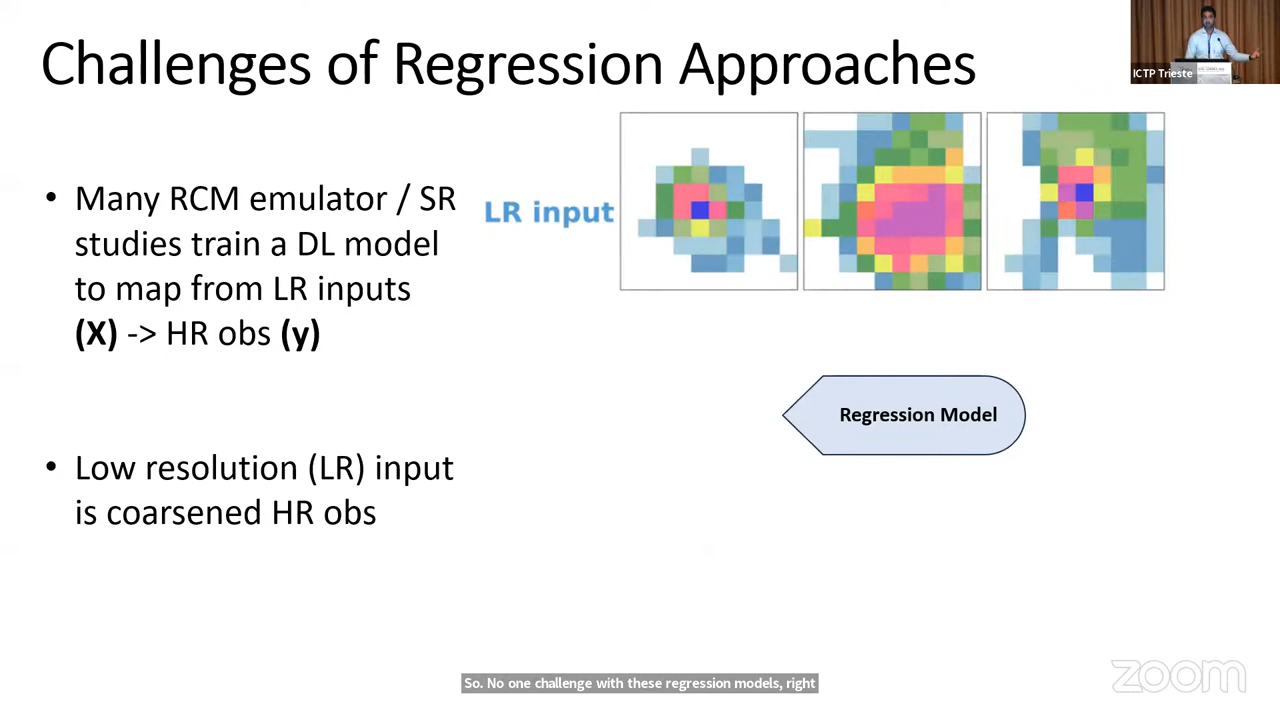 Challenges of Regression Approaches
ICTP Trieste
• Many RCM emulator / SR
studies train a DL model
to map from LR inputs
(X) -> HR obs (y)
LR input
Regression Model
• Low resolution (LR) input
is coarsened HR obs
So. No one challenge with these regression models, right
zoom